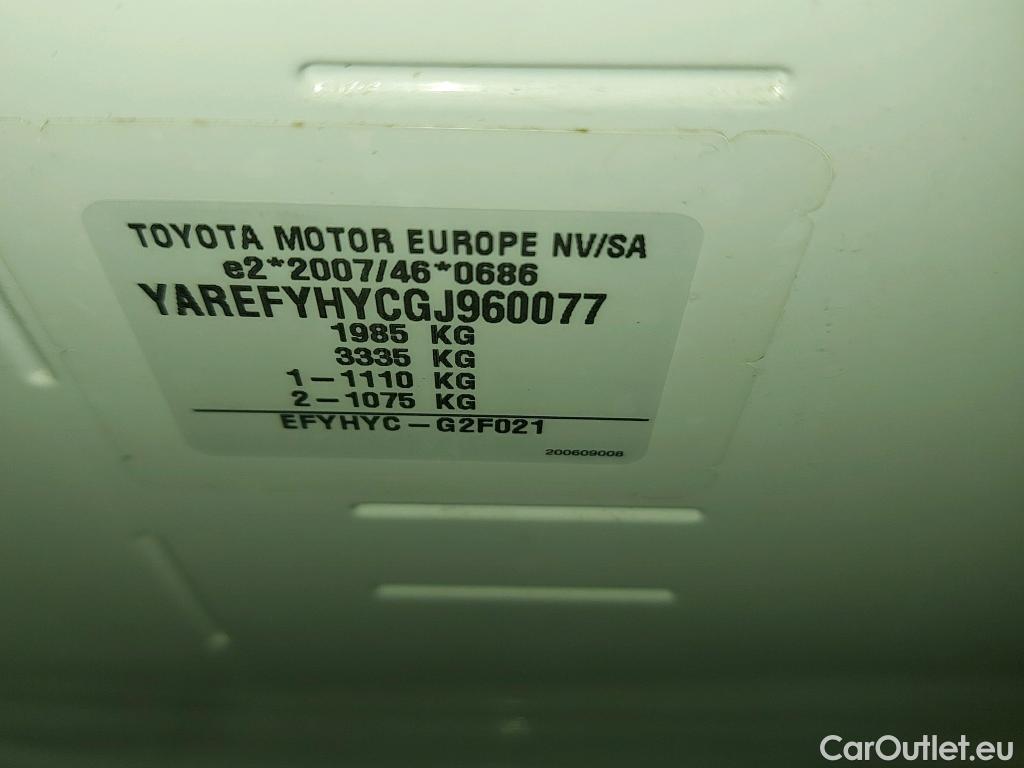 TOYOTA MOTOR EUROPE NV/SA
e2*2007/46*0686
YAREFYHYCGJ960077
1985 KG
3335 KG
1-1110 KG
2-1075 KG
EFYHYC-G2F021
200609008
CarOutlet.eu